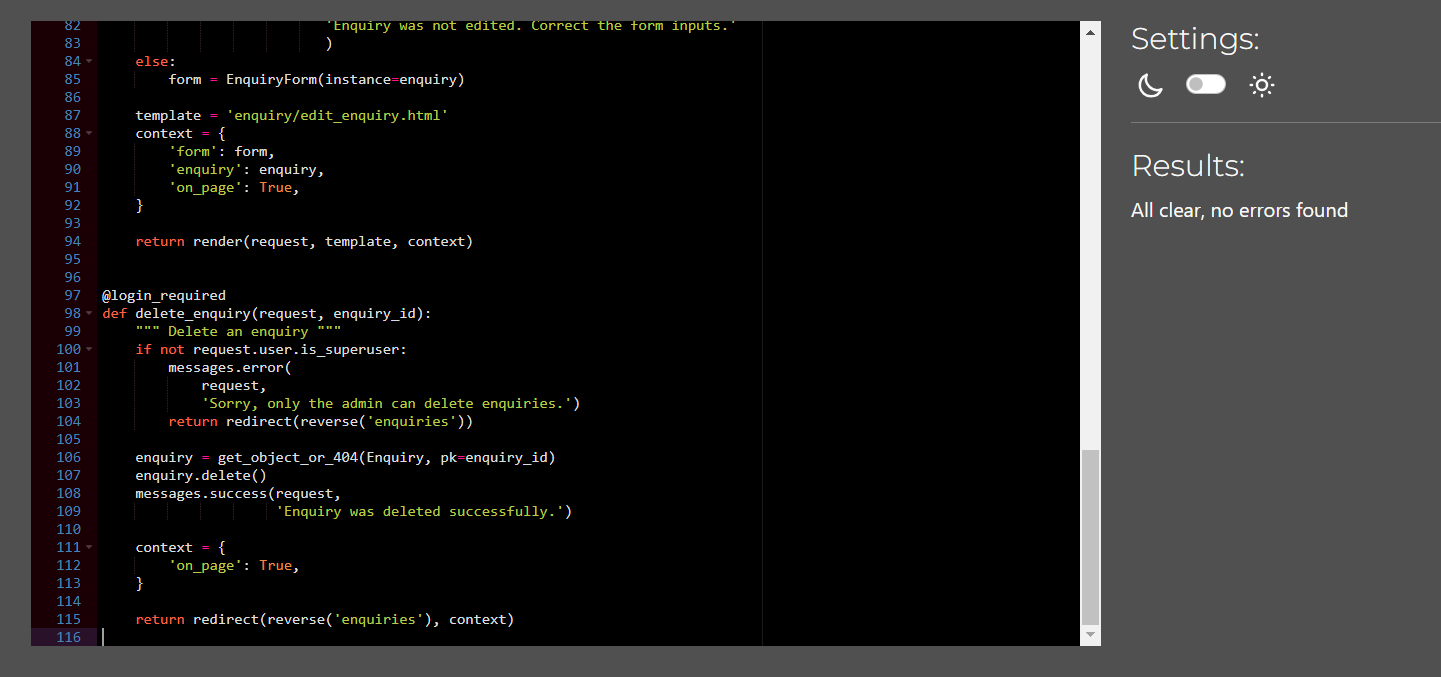 82                              'Enquiry was not edited. Correct the form inputs.'
83                              )
84      else:
85          form = EnquiryForm(instance=enquiry)
86
87      template = 'enquiry/edit_enquiry.html'
88      context = {
89          'form': form,
90          'enquiry': enquiry,
91          'on_page': True,
92      }
93
94      return render(request, template, context)
95
96
97  @login_required
98  def delete_enquiry(request, enquiry_id):
99      """ Delete an enquiry """
100     if not request.user.is_superuser:
101         messages.error(
102             request,
103             'Sorry, only the admin can delete enquiries.')
104         return redirect(reverse('enquiries'))
105
106     enquiry = get_object_or_404(Enquiry, pk=enquiry_id)
107     enquiry.delete()
108     messages.success(request,
109                      'Enquiry was deleted successfully.')
110
111     context = {
112         'on_page': True,
113     }
114
115     return redirect(reverse('enquiries'), context)
116
Settings:
Results:
All clear, no errors found